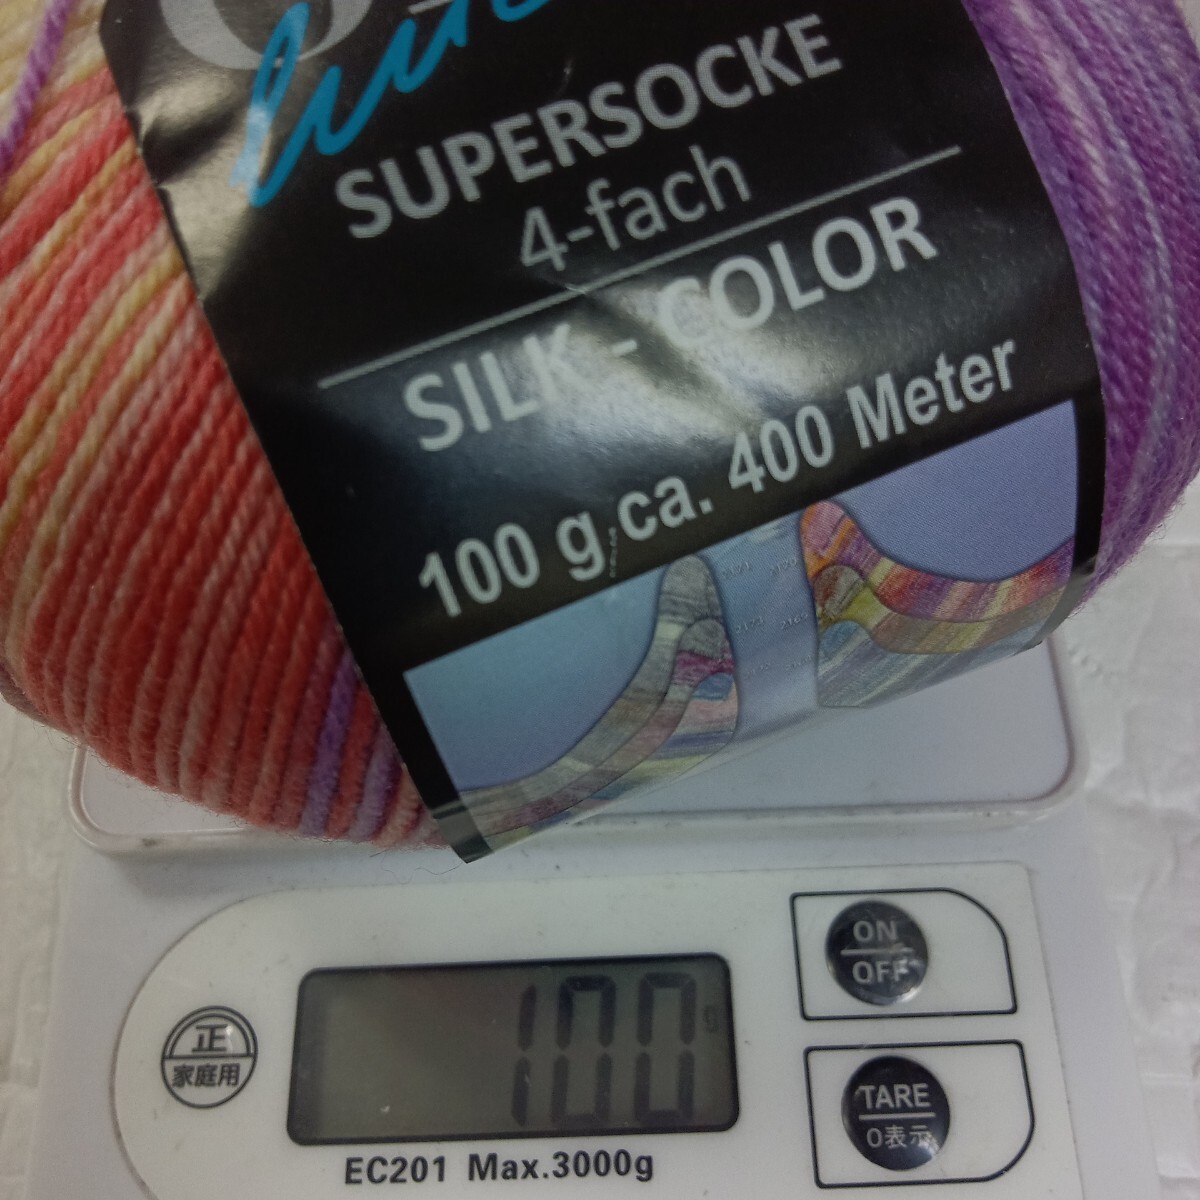 SUPERSOCKE
4-fach
SILK - COLOR
100 g ca. 400 Meter
ON
OFF
正
家庭用
100 g
TARE
0表示
EC201 Max.3000g